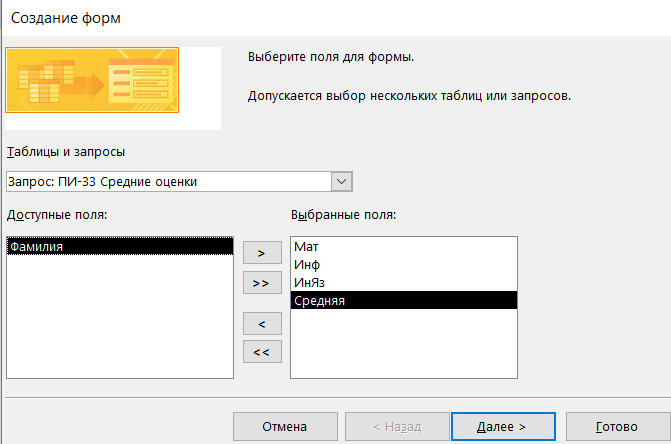 Создание форм
Выберите поля для формы.
Допускается выбор нескольких таблиц или запросов.
Таблицы и запросы
Запрос: ПИ-33 Средние оценки
Доступные поля:
Выбранные поля:
Фамилия
Мат
Инф
ИнЯз
Средняя
>
>>
<
<<
Отмена
< Назад
Далее >
Готово